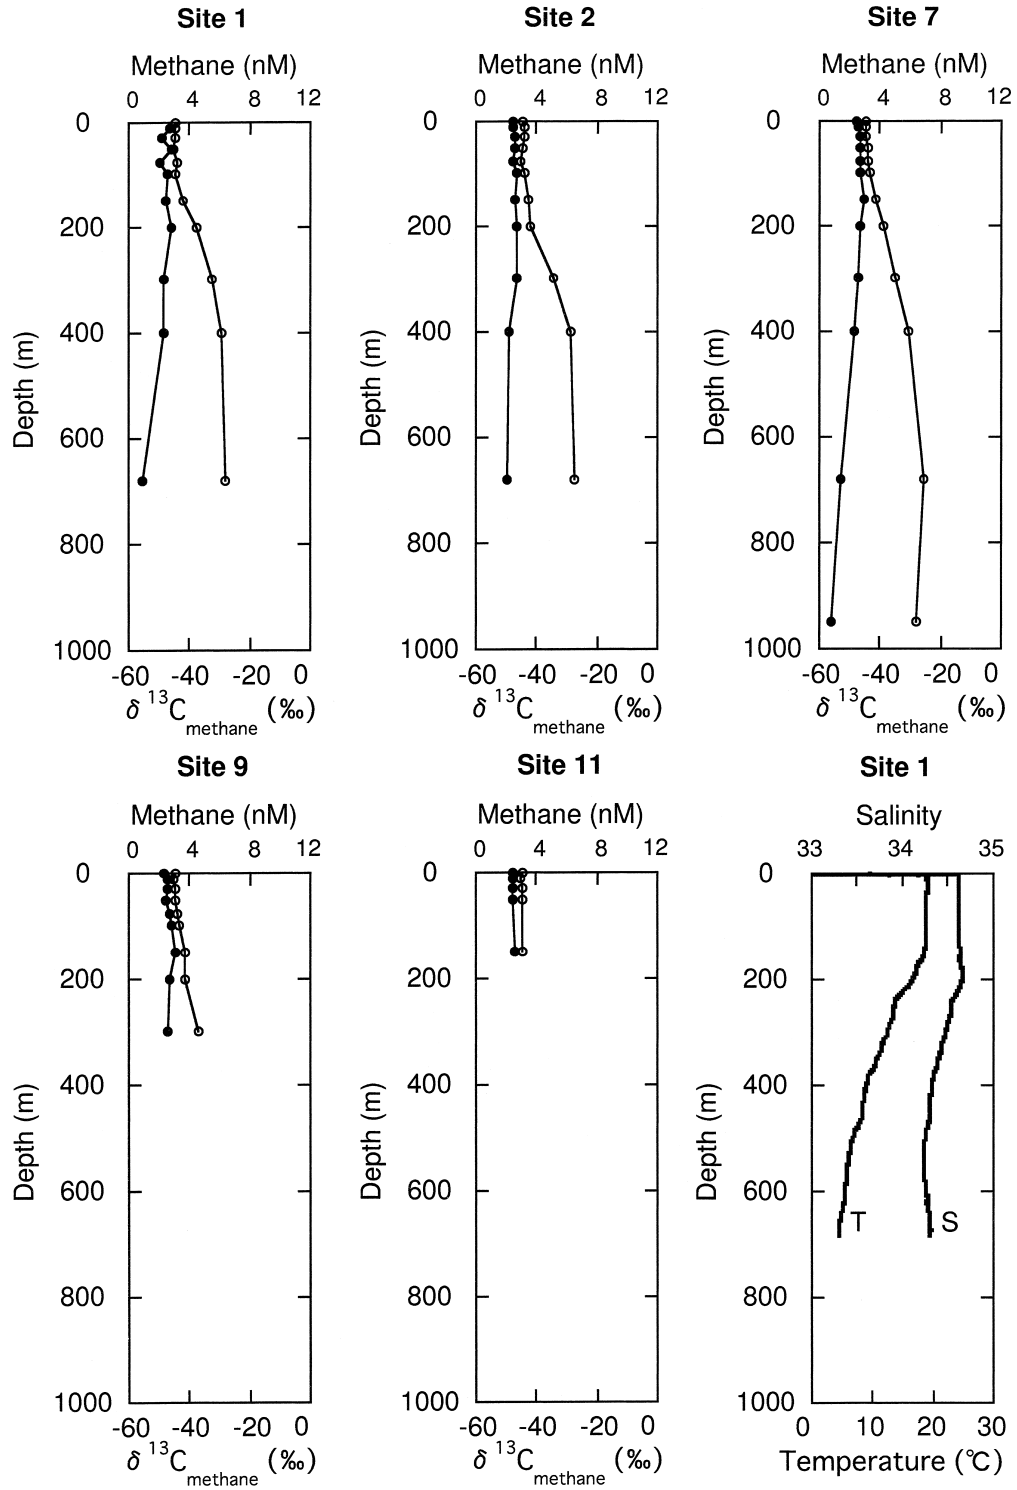 Site 1
Methane (nM)
0 4 8 12
0
200
400
600
800
1000
Depth (m)
-60 -40 -20 0
δ 13C methane (‰)
Site 2
Methane (nM)
0 4 8 12
0
200
400
600
800
1000
Depth (m)
-60 -40 -20 0
δ 13C methane (‰)
Site 7
Methane (nM)
0 4 8 12
0
200
400
600
800
1000
Depth (m)
-60 -40 -20 0
δ 13C methane (‰)
Site 9
Methane (nM)
0 4 8 12
0
200
400
600
800
1000
Depth (m)
-60 -40 -20 0
δ 13C methane (‰)
Site 11
Methane (nM)
0 4 8 12
0
200
400
600
800
1000
Depth (m)
-60 -40 -20 0
δ 13C methane (‰)
Site 1
Salinity
33 34 35
0
200
400
600
800
1000
Depth (m)
T S
0 10 20 30
Temperature (℃)